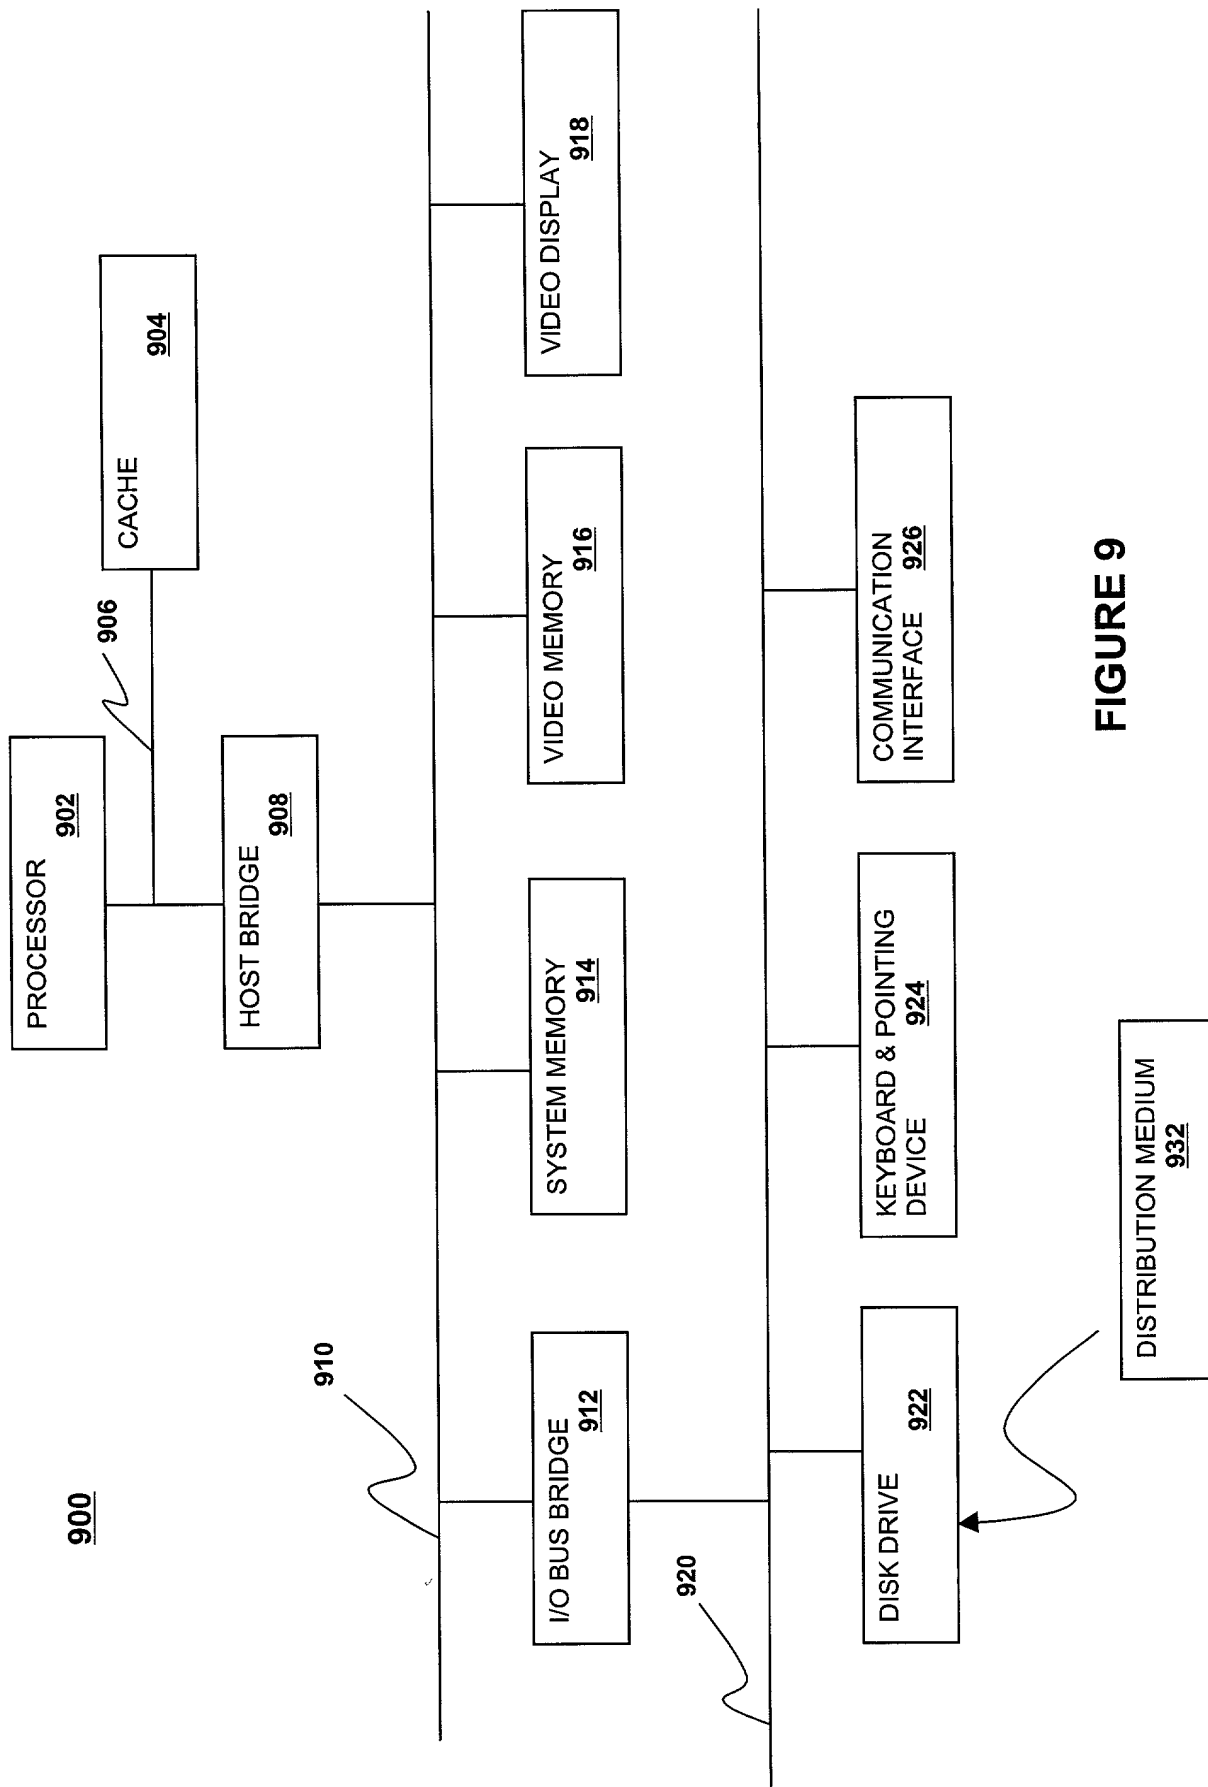 900
PROCESSOR
902
906
CACHE
904
HOST BRIDGE
908
910
I/O BUS BRIDGE
912
SYSTEM MEMORY
914
VIDEO MEMORY
916
VIDEO DISPLAY
918
920
DISK DRIVE
922
KEYBOARD & POINTING
DEVICE
924
COMMUNICATION
INTERFACE
926
DISTRIBUTION MEDIUM
932
FIGURE 9